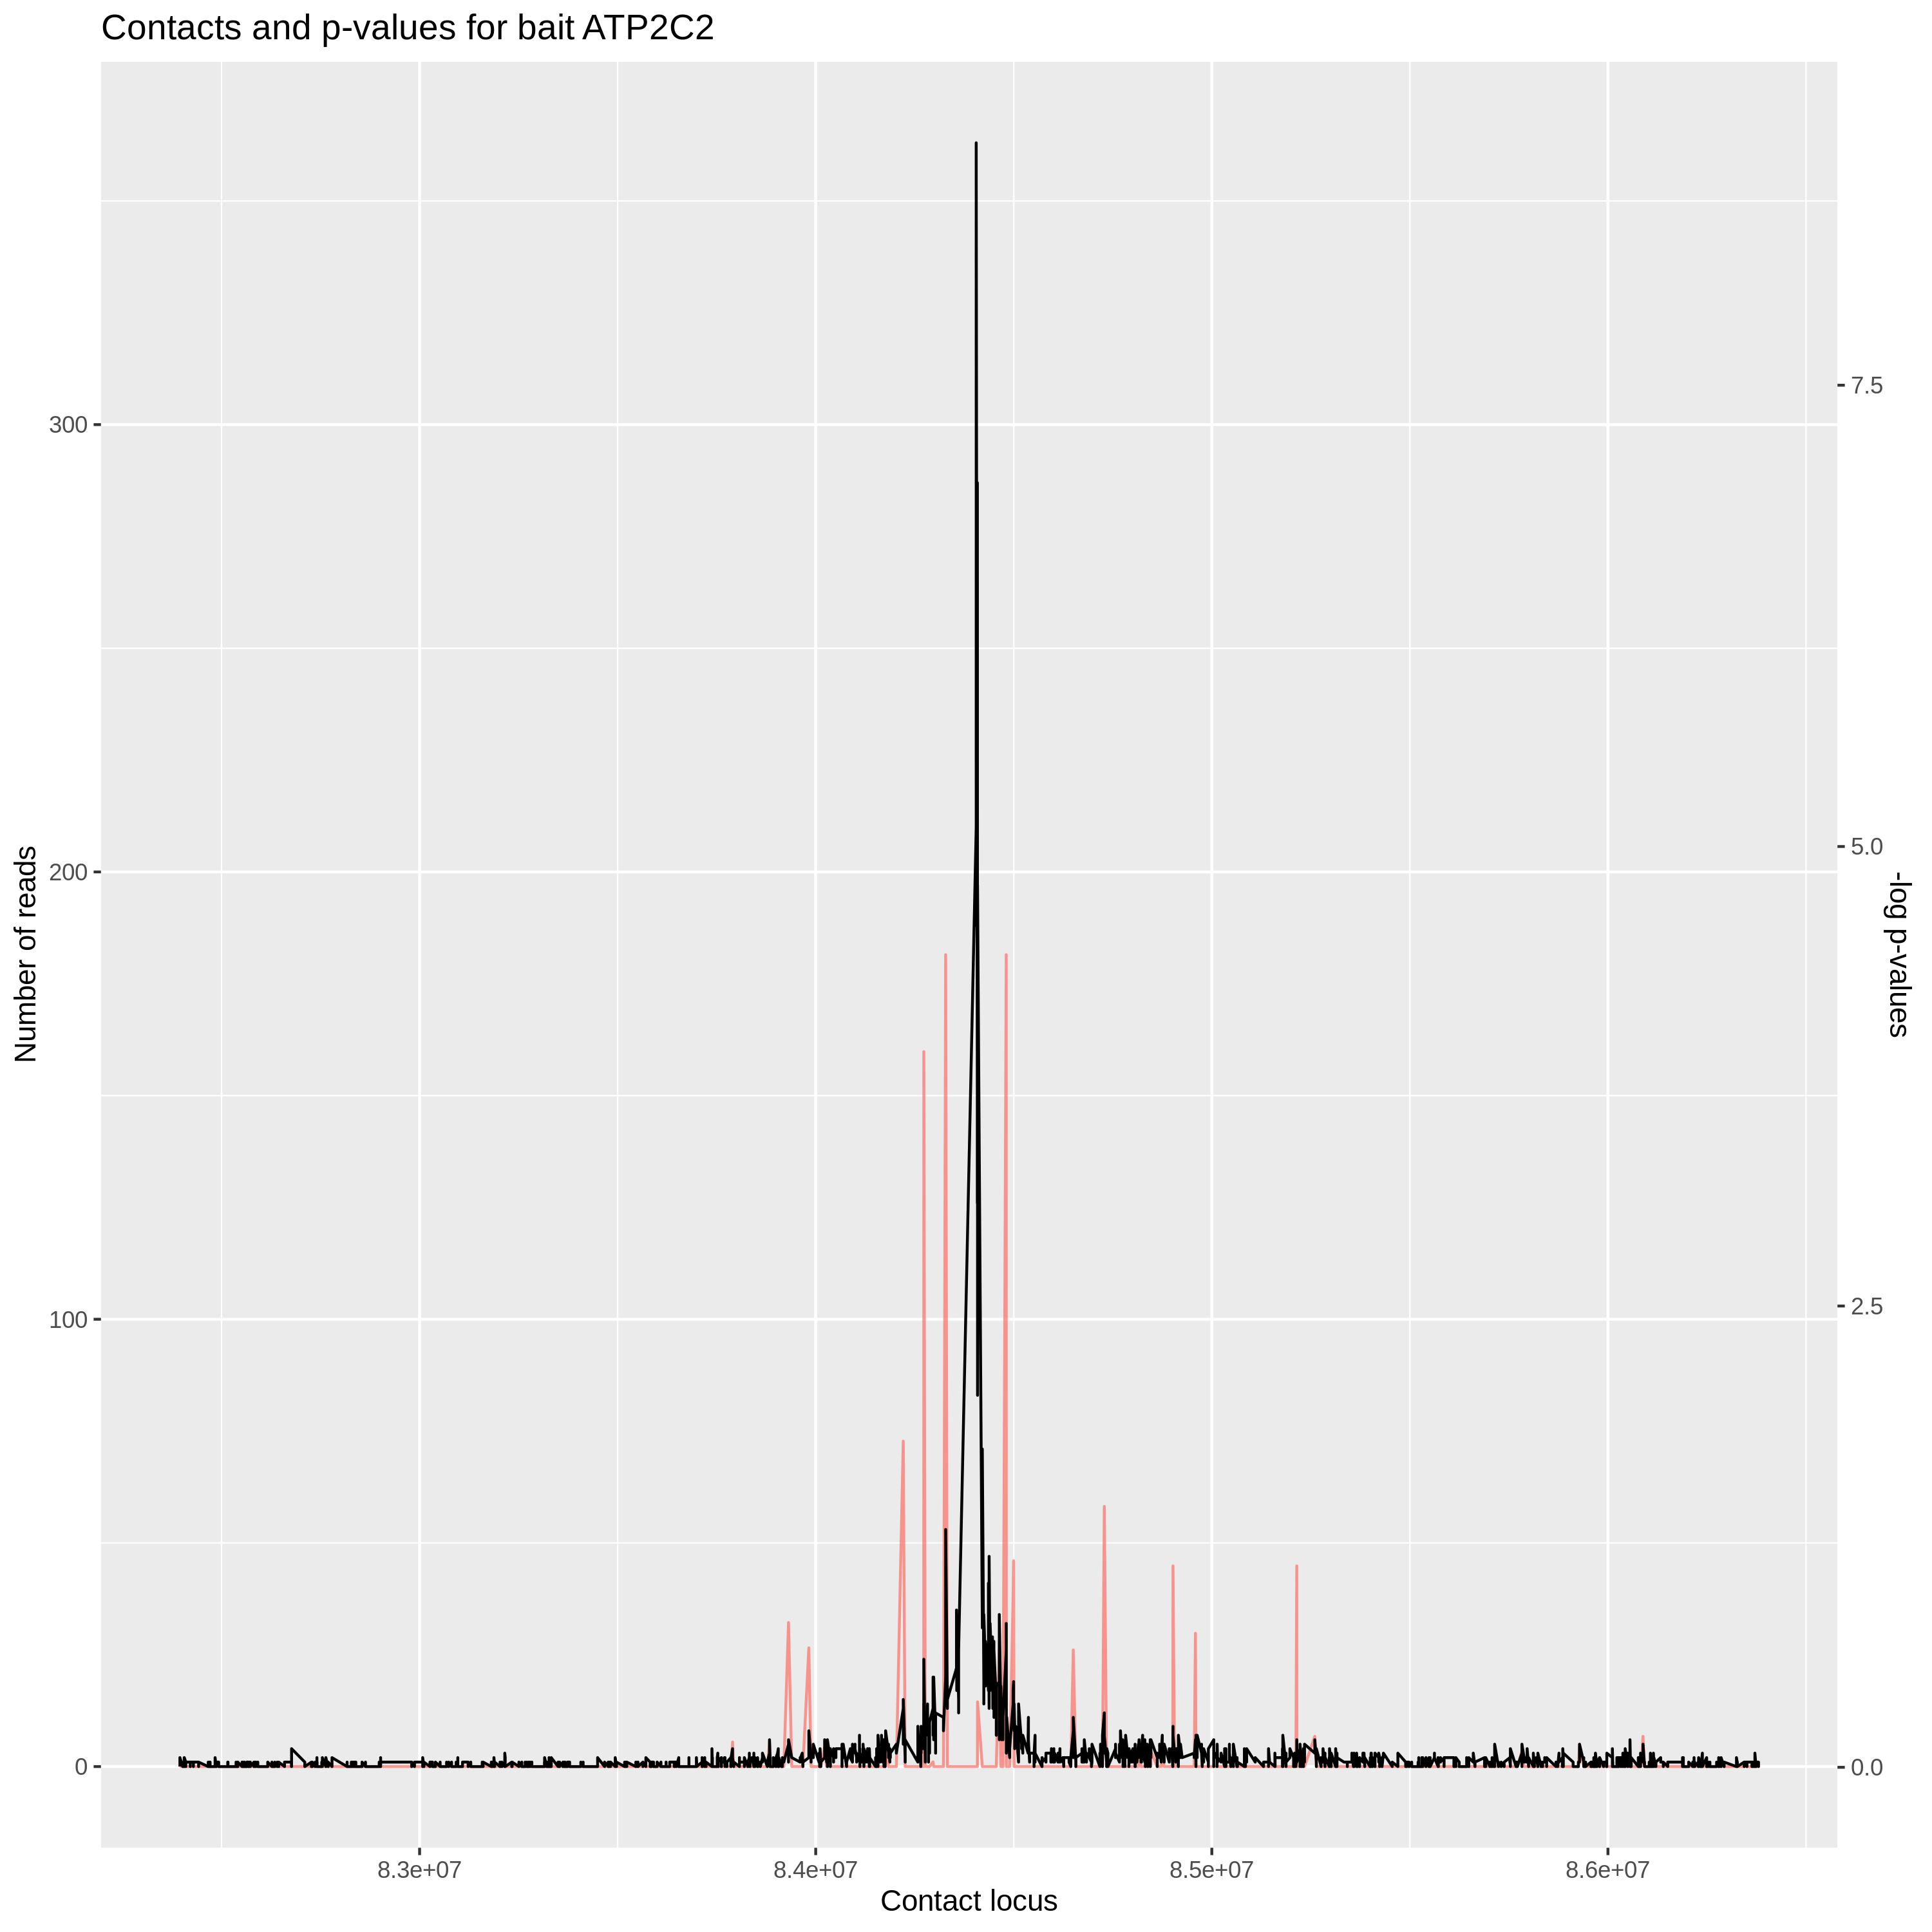 Contacts and p-values for bait ATP2C2
Number of reads
300
200
100
0
7.5
5.0
2.5
0.0
-log p-values
8.3e+07
8.4e+07
8.5e+07
8.6e+07
Contact locus